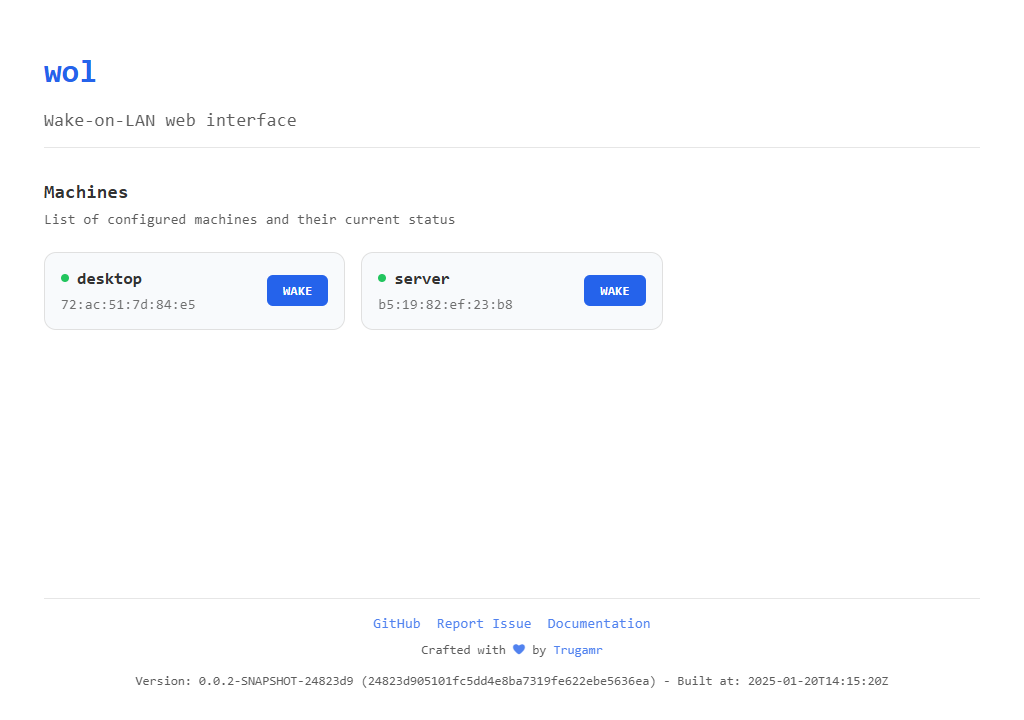 wol
Wake-on-LAN web interface
Machines
List of configured machines and their current status
desktop
72:ac:51:7d:84:e5
WAKE
server
b5:19:82:ef:23:b8
WAKE
GitHub Report Issue Documentation
Crafted with 💙 by Trugamr
Version: 0.0.2-SNAPSHOT-24823d9 (24823d905101fc5dd4e8ba7319fe622ebe5636ea) - Built at: 2025-01-20T14:15:20Z